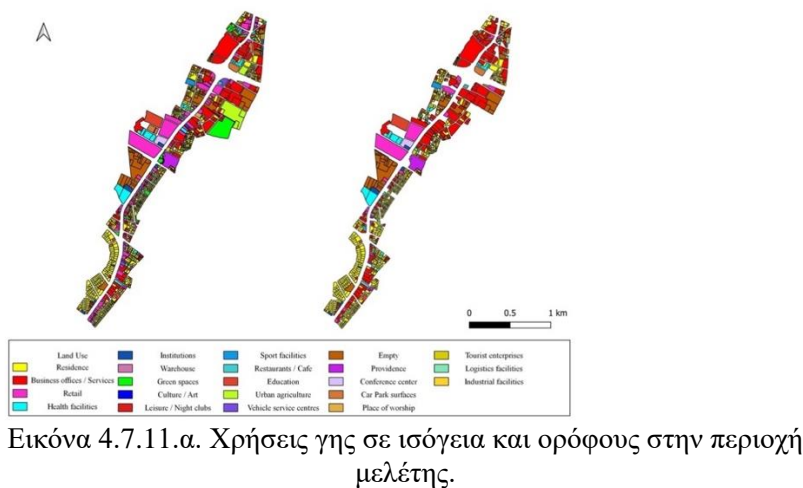 0 0.5 1 km
Land Use
Residence
Business offices / Services
Retail
Health facilities
Institutions
Warehouse
Green spaces
Culture / Art
Leisure / Night clubs
Sport facilities
Restaurants / Cafe
Education
Urban agriculture
Vehicle service centres
Empty
Providence
Conference center
Car Park surfaces
Place of worship
Tourist enterprises
Logistics facilities
Industrial facilities
Εικόνα 4.7.11.α. Χρήσεις γης σε ισόγεια και ορόφους στην περιοχή
μελέτης.